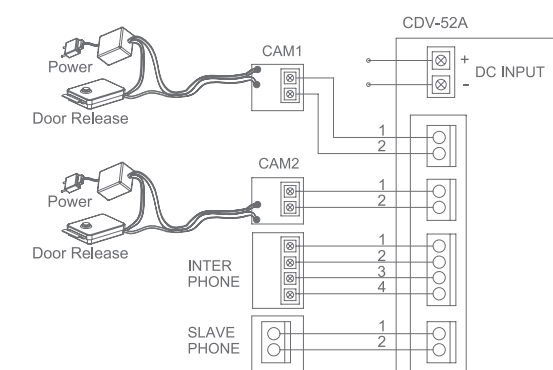 CDV-52A
CAM1
Power
+
DC INPUT
-
Door Release
1
2
CAM2
Power
1
2
Door Release
INTER
PHONE
1
2
3
4
SLAVE
PHONE
1
2